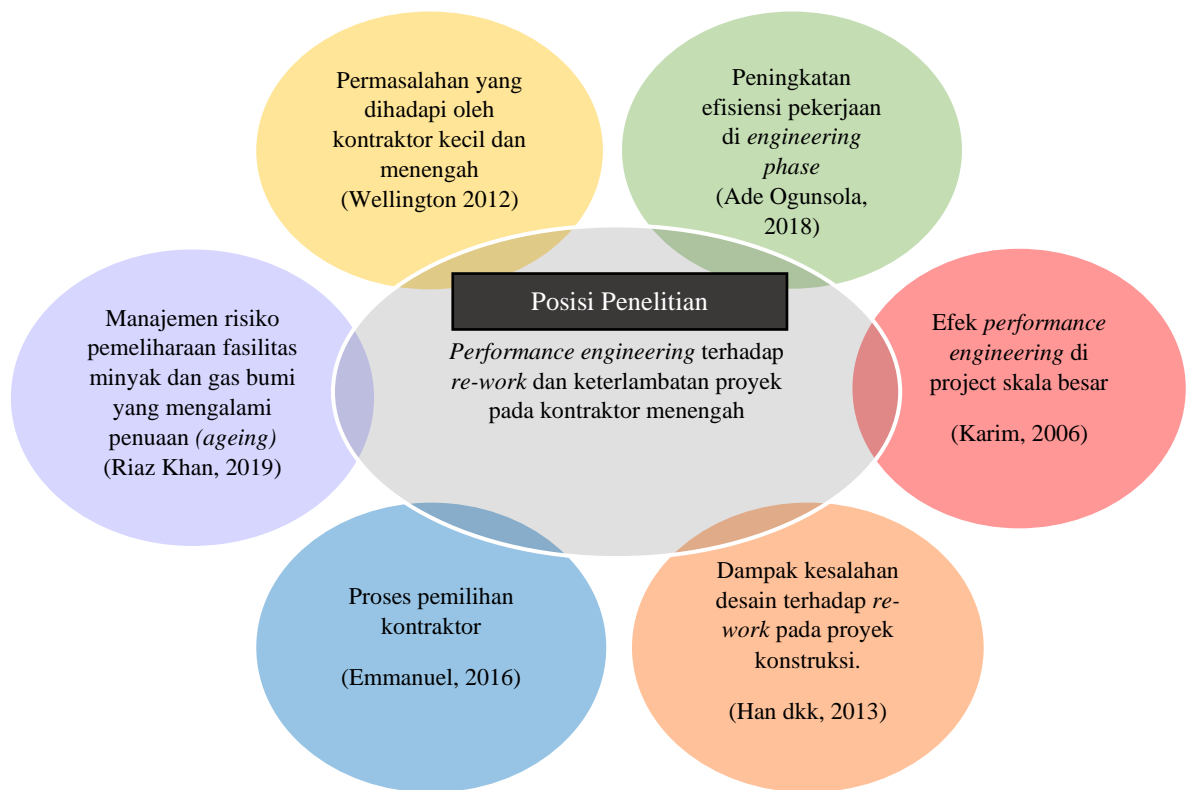 Permasalahan yang
dihadapi oleh
kontraktor kecil dan
menengah
(Wellington 2012)
Peningkatan
efisiensi pekerjaan
di engineering
phase
(Ade Ogunsola,
2018)
Manajemen risiko
pemeliharaan fasilitas
minyak dan gas bumi
yang mengalami
penuaan (ageing)
(Riaz Khan, 2019)
Posisi Penelitian
Performance engineering terhadap
re-work dan keterlambatan proyek
pada kontraktor menengah
Efek performance
engineering di
project skala besar
(Karim, 2006)
Proses pemilihan
kontraktor
(Emmanuel, 2016)
Dampak kesalahan
desain terhadap re-
work pada proyek
konstruksi.
(Han dkk, 2013)